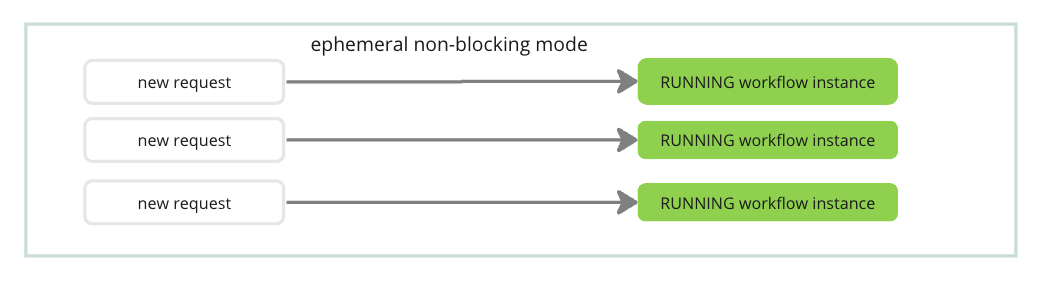 ephemeral non-blocking mode
new request
RUNNING workflow instance
new request
RUNNING workflow instance
new request
RUNNING workflow instance